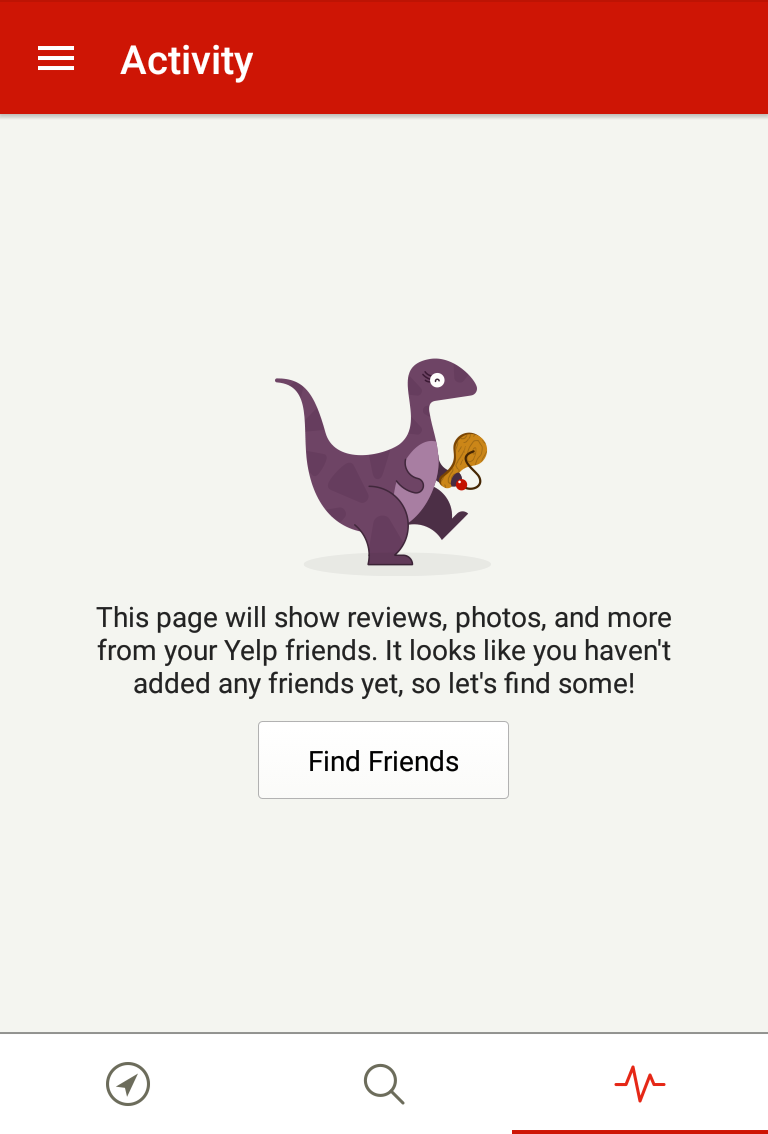 Activity
This page will show reviews, photos, and more
from your Yelp friends. It looks like you haven't
added any friends yet, so let's find some!
Find Friends